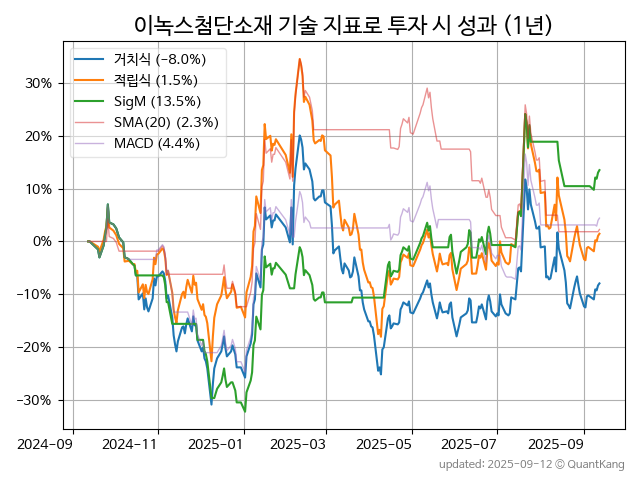 이녹스첨단소재 기술 지표로 투자 시 성과 (1년)
거치식 (-8.0%)
적립식 (1.5%)
SigM (13.5%)
SMA(20) (2.3%)
MACD (4.4%)
30%
20%
10%
0%
−10%
−20%
−30%
2024-09 2024-11 2025-01 2025-03 2025-05 2025-07 2025-09
updated: 2025-09-12 © QuantKang